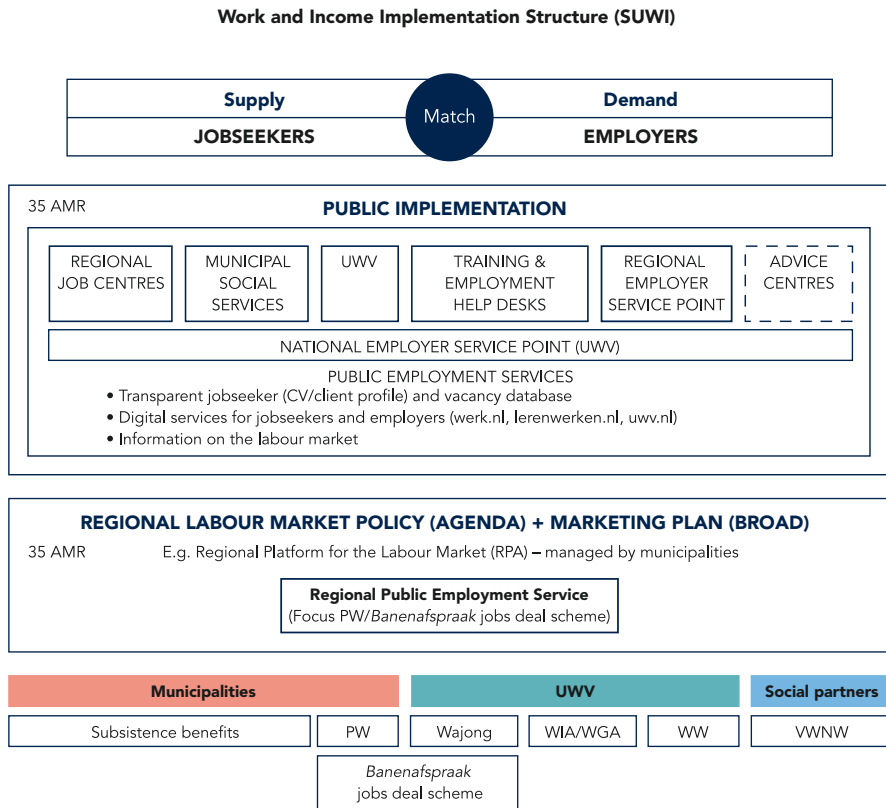 Work and Income Implementation Structure (SUWI)
Supply
Match
Demand
JOBSEEKERS
EMPLOYERS
35 AMR
PUBLIC IMPLEMENTATION
REGIONAL
JOB CENTRES
MUNICIPAL
SOCIAL
SERVICES
UWV
TRAINING &
EMPLOYMENT
HELP DESKS
REGIONAL
EMPLOYER
SERVICE POINT
ADVICE
CENTRES
NATIONAL EMPLOYER SERVICE POINT (UWV)
PUBLIC EMPLOYMENT SERVICES
• Transparent jobseeker (CV/client profile) and vacancy database
• Digital services for jobseekers and employers (werk.nl, lerenwerken.nl, uwv.nl)
• Information on the labour market
REGIONAL LABOUR MARKET POLICY (AGENDA) + MARKETING PLAN (BROAD)
35 AMR
E.g. Regional Platform for the Labour Market (RPA) – managed by municipalities
Regional Public Employment Service
(Focus PW/Banenafspraak jobs deal scheme)
Municipalities
UWV
Social partners
Subsistence benefits
PW
Wajong
WIA/WGA
WW
VWNW
Banenafspraak
jobs deal scheme